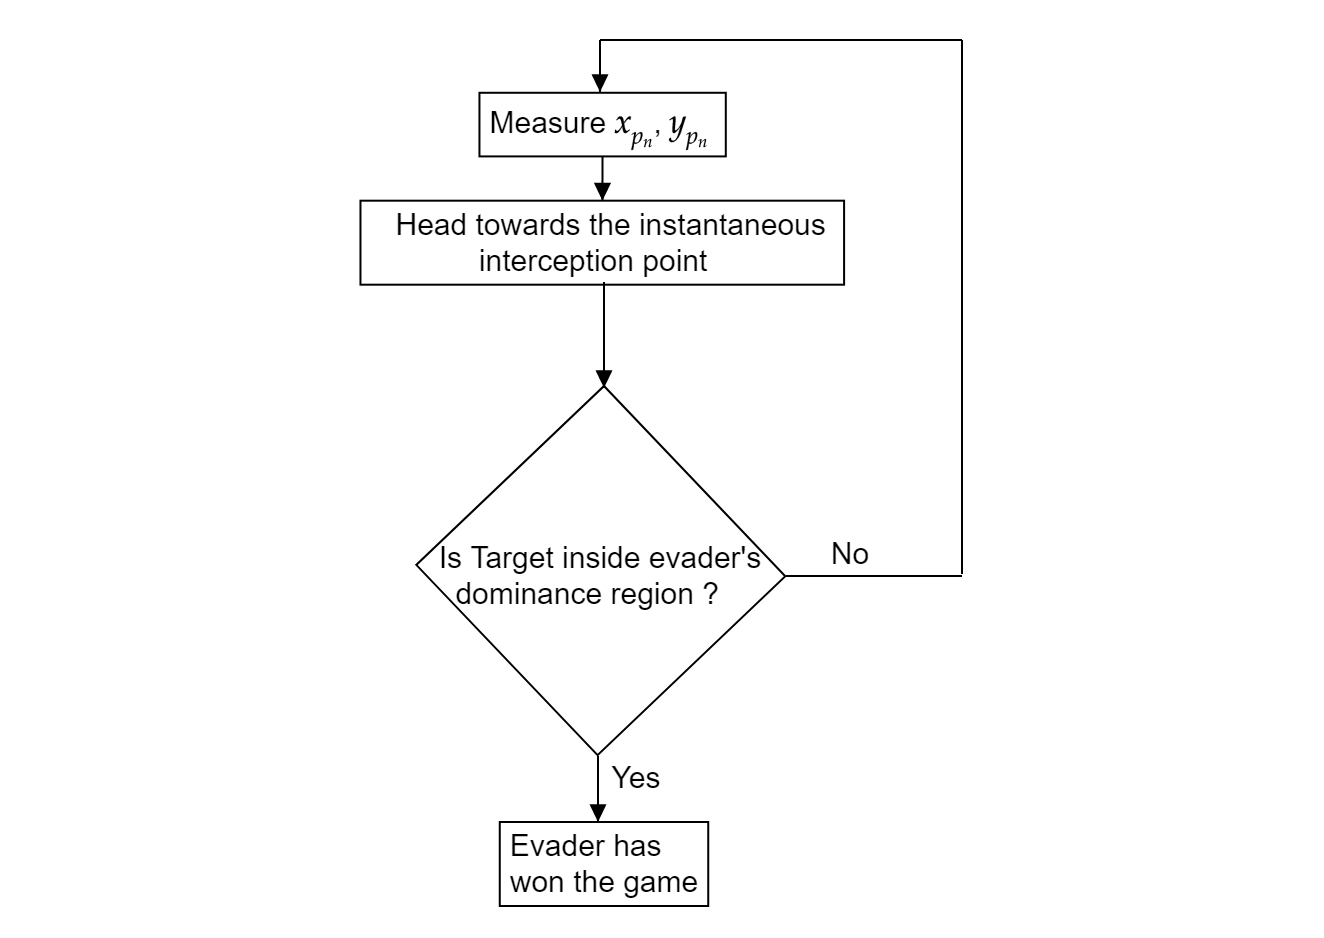 Measure $x_{p_n}, y_{p_n}$
Head towards the instantaneous
interception point
Is Target inside evader's
dominance region ?
No
Yes
Evader has
won the game